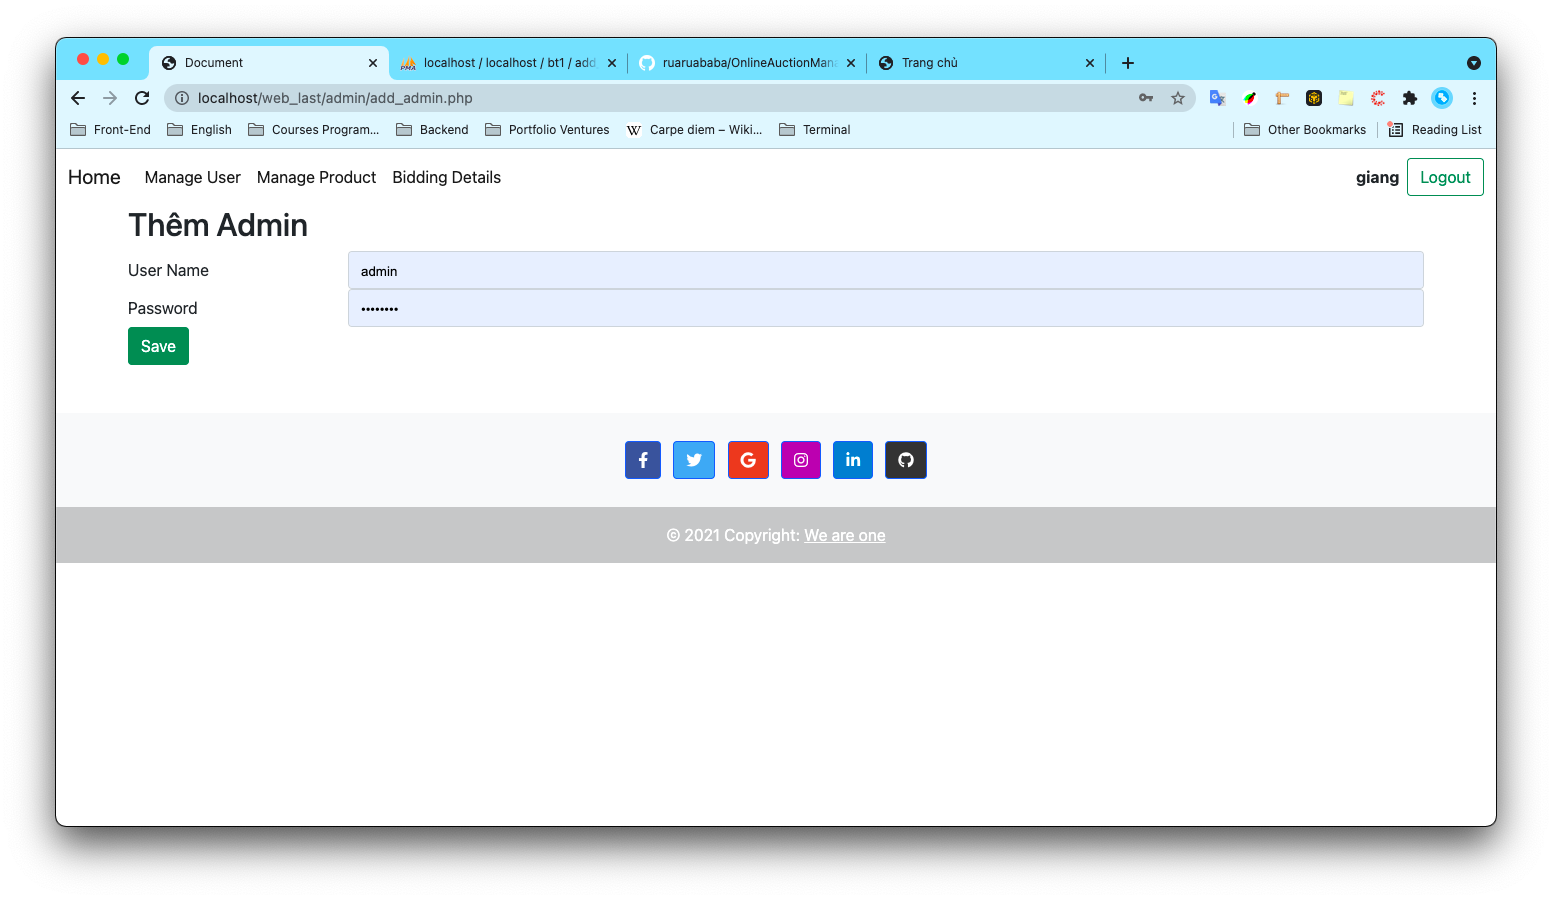 Document
localhost / localhost / bt1 / add_
ruaruababa/OnlineAuctionMana
Trang chủ
localhost/web_last/admin/add_admin.php
Front-End
English
Courses Program...
Backend
Portfolio Ventures
W
Carpe diem – Wiki...
Terminal
Other Bookmarks
Reading List
Home
Manage User
Manage Product
Bidding Details
giang
Logout
Thêm Admin
User Name
admin
Password
••••••••
Save
© 2021 Copyright: We are one